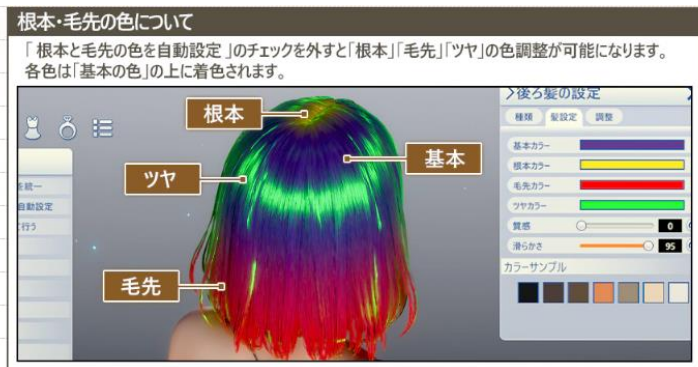 根本・毛先の色について
「 根本と毛先の色を自動設定 」のチェックを外すと「根本」「毛先」「ツヤ」の色調整が可能になります。
各色は「基本の色」の上に着色されます。
根本
ツヤ
基本
毛先
を統一
自動設定
行う
>後ろ髪の設定
種類 髪設定 調整
基本カラー
根本カラー
毛先カラー
ツヤカラー
質感 0
滑らかさ 95
カラーサンプル